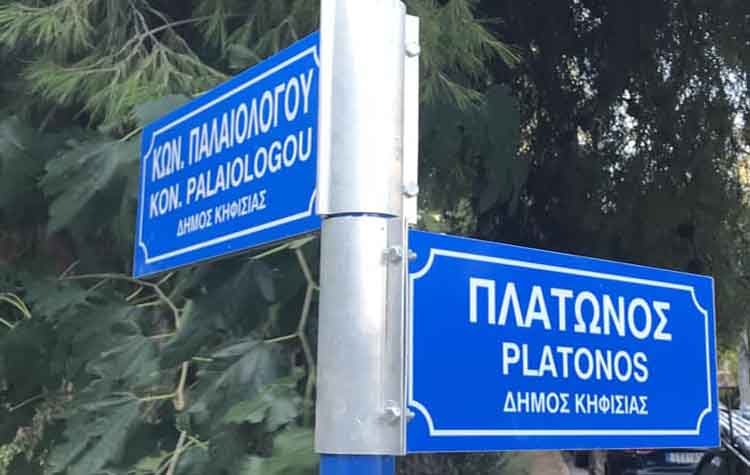 ΚΩΝ. ΠΑΛΑΙΟΛΟΓΟΥ
KON. PALAIOLOGOU
ΔΗΜΟΣ ΚΗΦΙΣΙΑΣ
ΠΛΑΤΩΝΟΣ
PLATONOS
ΔΗΜΟΣ ΚΗΦΙΣΙΑΣ